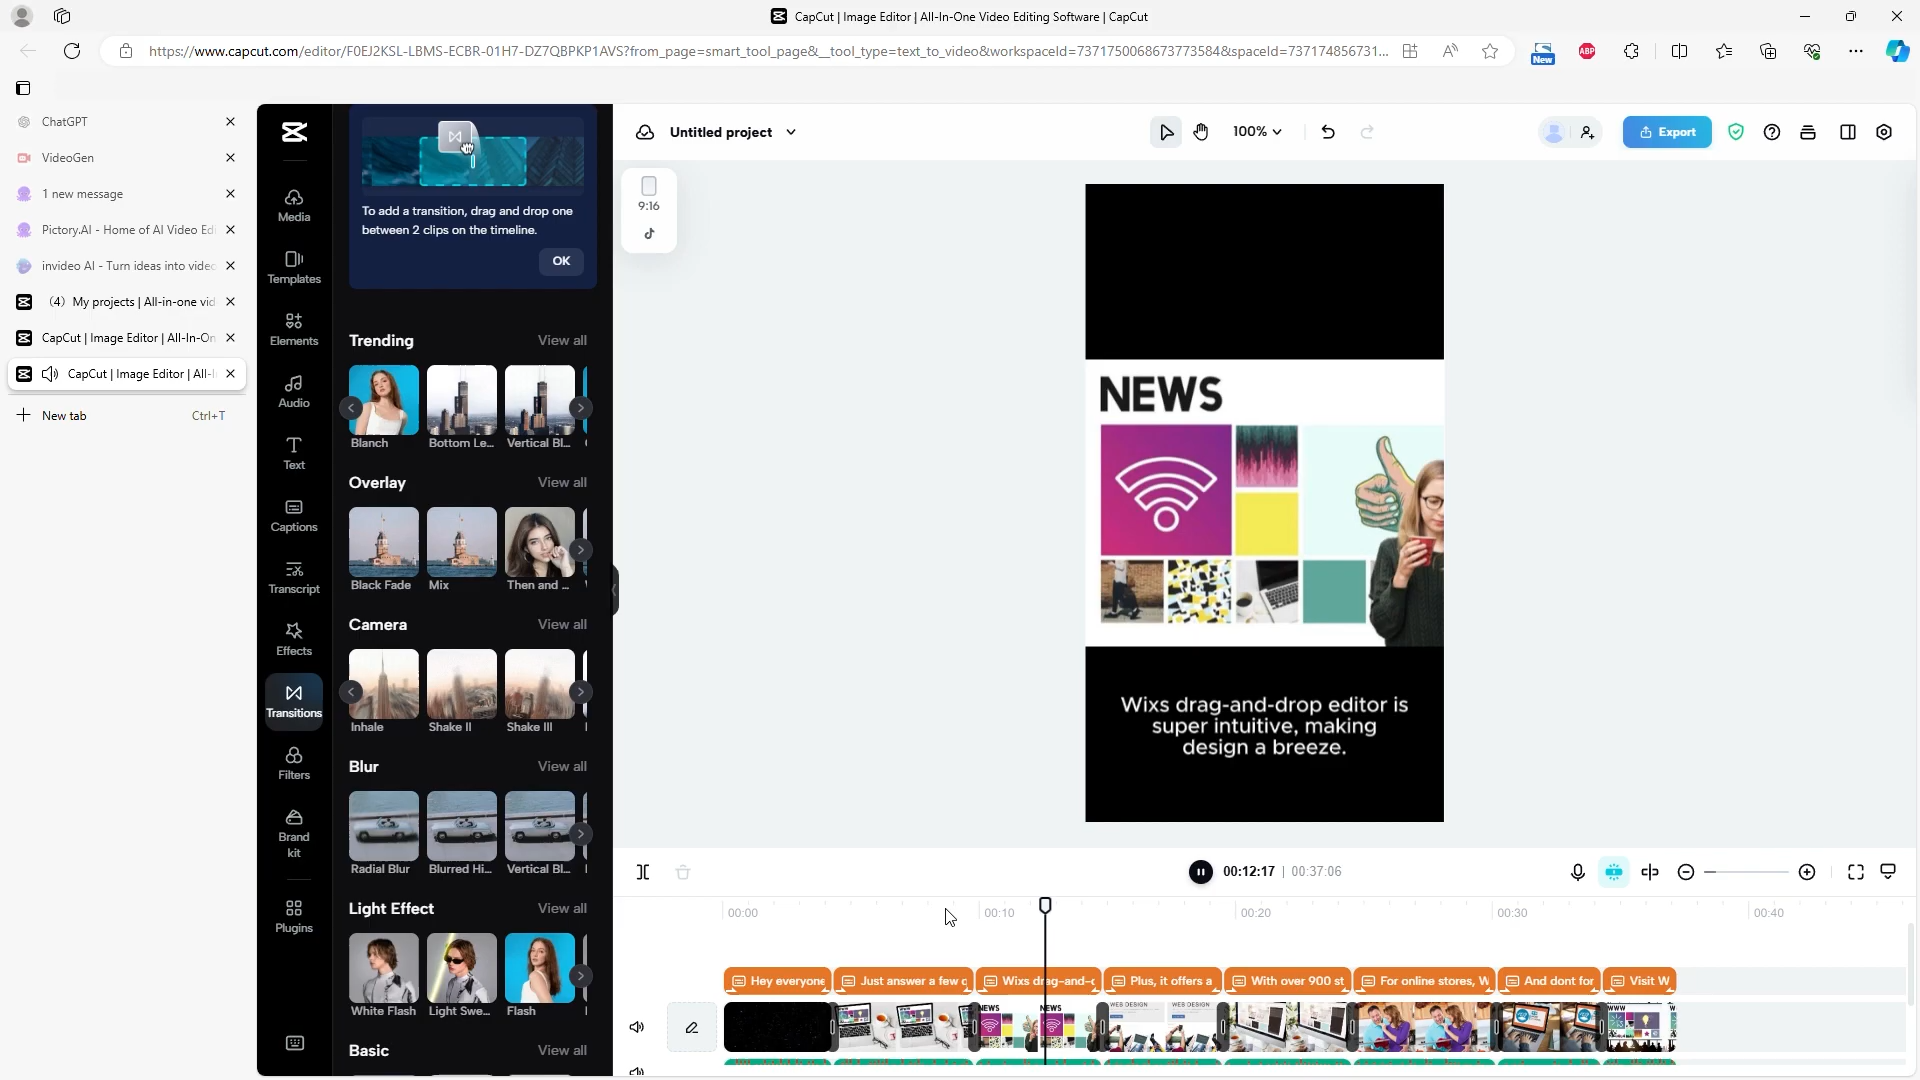 CapCut | Image Editor | All-In-One Video Editing Software | CapCut
https://www.capcut.com/editor/F0EJ2KSL-LBMS-ECBR-01H7-DZ7QBPKP1AVS?from_page=smart_tool_page&__tool_type=text_to_video&workspaceId=7371750068673773584&spaceId=737174856731...
New
ABP
ChatGPT
VideoGen
1 new message
Pictory.AI - Home of AI Video Ed
invideo AI - Turn ideas into videc
(4) My projects | All-in-one vid
CapCut | Image Editor | All-In-On
CapCut | Image Editor | All-I
New tab
Ctrl+T
Media
Templates
Elements
Audio
Text
Captions
Transcript
Effects
Transitions
Filters
Brand
kit
Plugins
To add a transition, drag and drop one
between 2 clips on the timeline.
OK
Trending
View all
Blanch
Bottom Le...
Vertical Bl...
Overlay
View all
Black Fade
Mix
Then and ...
Camera
View all
Inhale
Shake II
Shake III
Blur
View all
Radial Blur
Blurred Hi...
Vertical Bl...
Light Effect
View all
White Flash
Light Swe...
Flash
Basic
View all
Untitled project
100%
Export
9:16
NEWS
Wixs drag-and-drop editor is
super intuitive, making
design a breeze.
00:12:17 | 00:37:06
00:00
00:10
00:20
00:30
00:40
Hey everyone
Just answer a few q
Wixs drag-and-c
Plus, it offers a
With over 900 st
For online stores, W
And dont for
Visit W
NEWS
NEWS
WEB DESIGN
WEB DESIGN